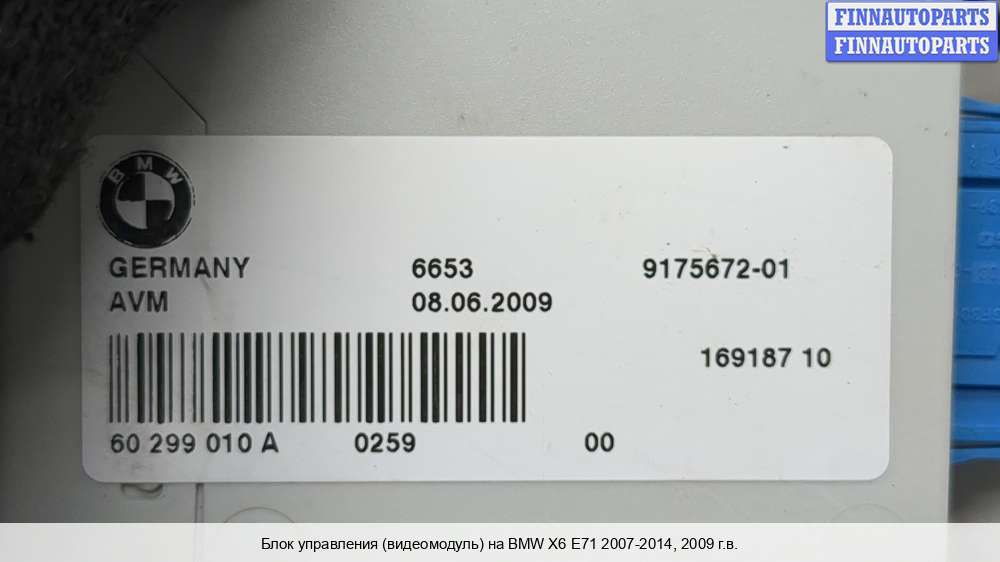 FINNAUTOPARTS
FINNAUTOPARTS
BMW
GERMANY 6653 9175672-01
AVM 08.06.2009
169187 10
60 299 010 A 0259 00
Блок управления (видеомодуль) на BMW X6 E71 2007-2014, 2009 г.в.